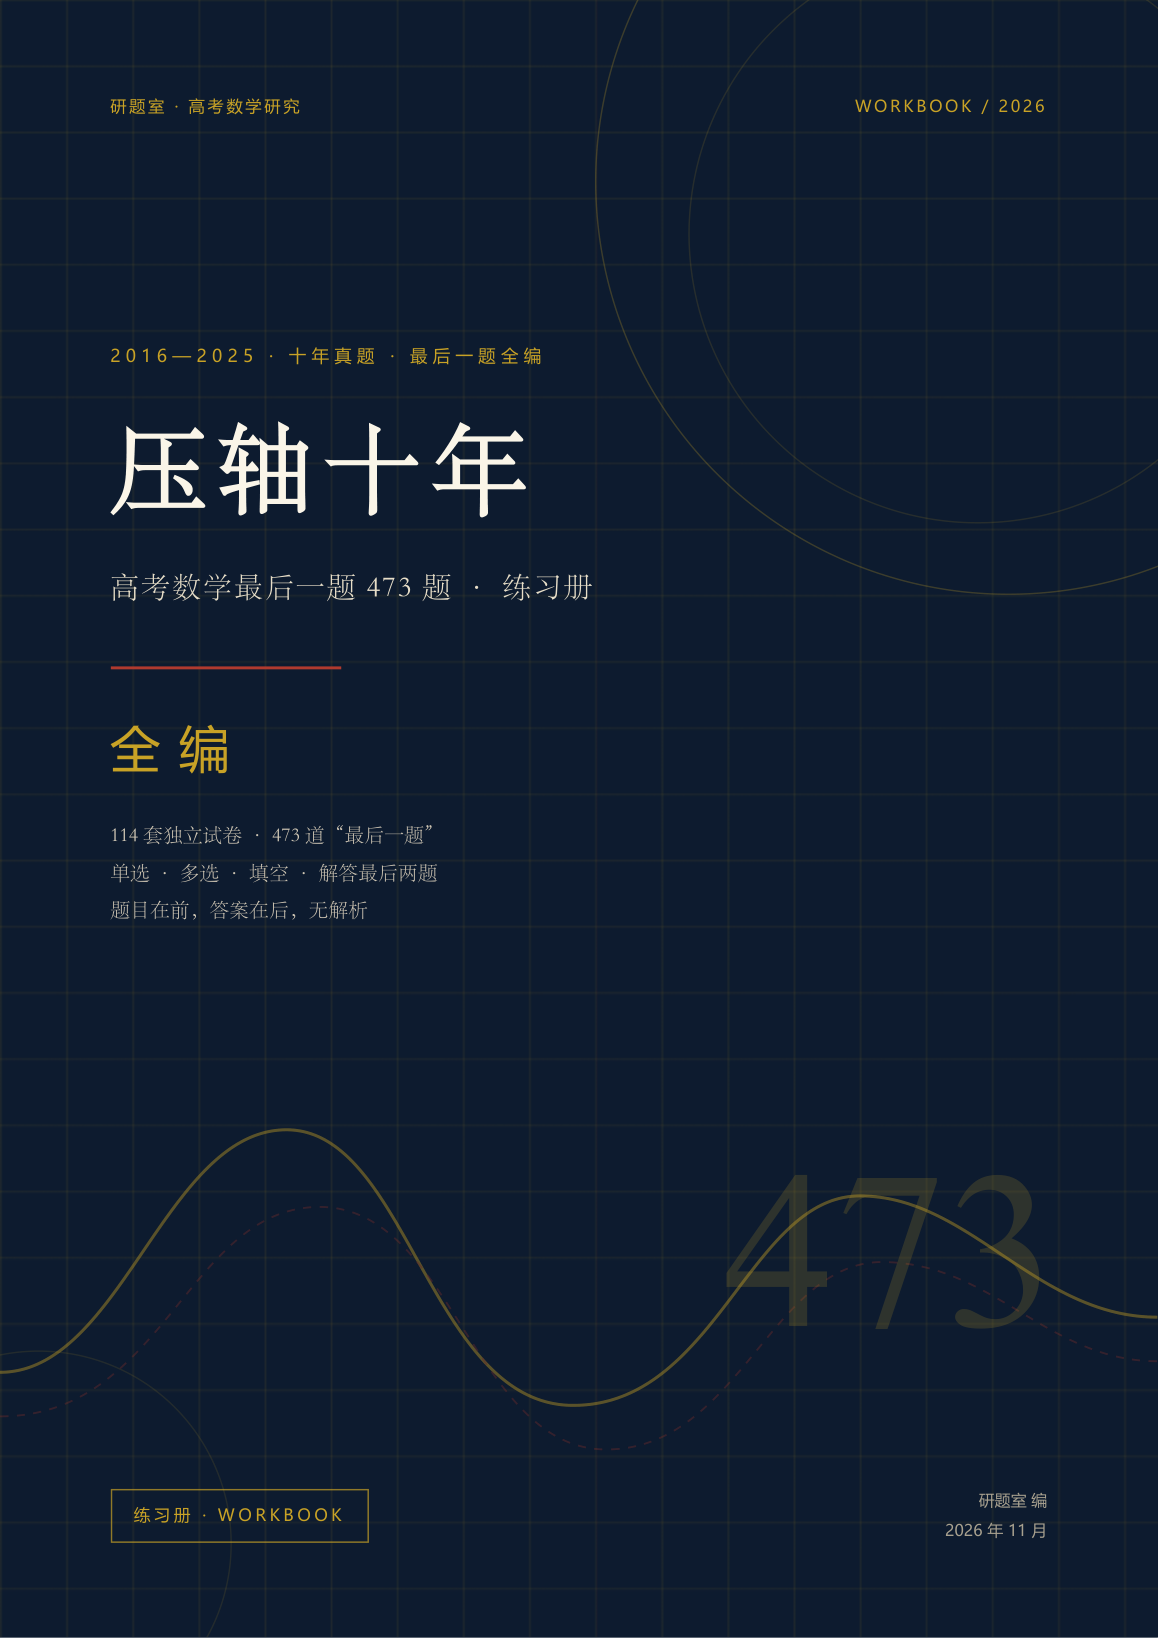 研题室 · 高考数学研究
WORKBOOK / 2026
2016—2025 · 十年真题 · 最后一题全编
压轴十年
高考数学最后一题 473 题 · 练习册
全编
114 套独立试卷 · 473 道“最后一题”
单选 · 多选 · 填空 · 解答最后两题
题目在前，答案在后，无解析
473
练习册 · WORKBOOK
研题室 编
2026 年 11 月